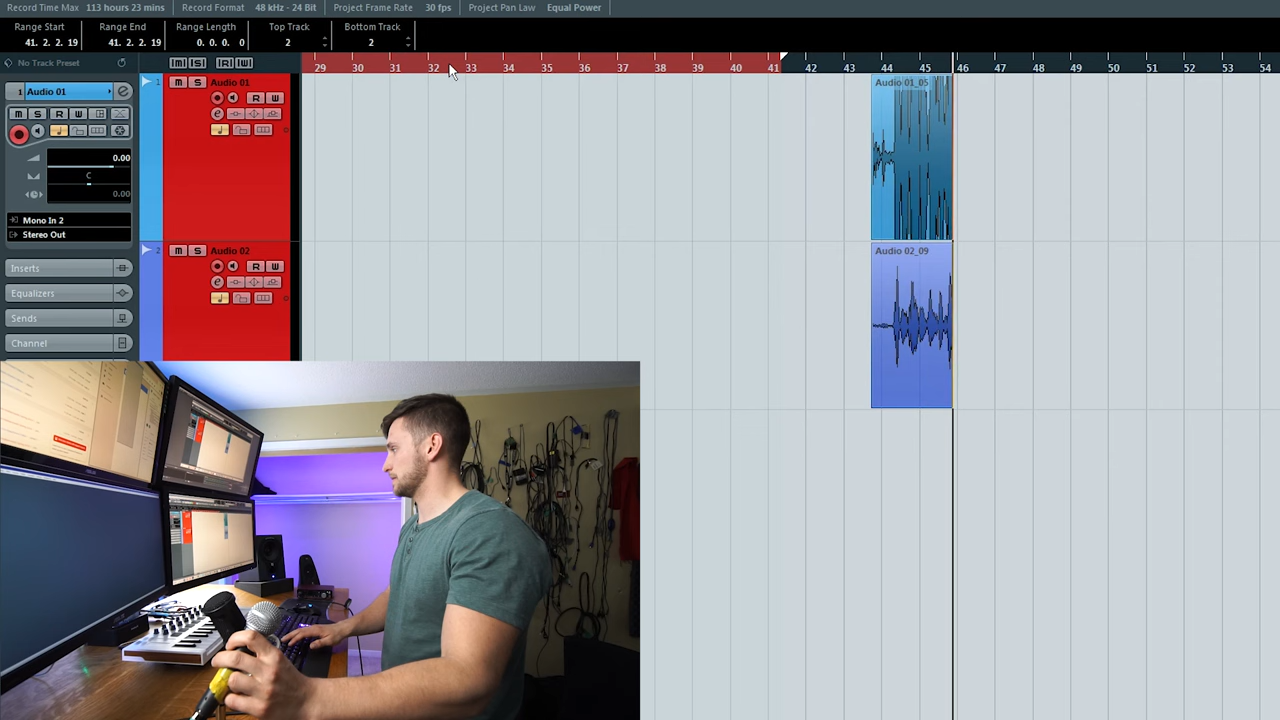 Record Time Max 113 hours 23 mins Record Format 48 kHz - 24 Bit Project Frame Rate 30 fps Project Pan Law Equal Power
Range Start Range End Range Length Top Track Bottom Track
41. 2. 2. 19 41. 2. 2. 19 0. 0. 0. 0 2 2
No Track Preset M S R W
29 30 31 32 33 34 35 36 37 38 39 40 41 42 43 44 45 46 47 48 49 50 51 52 53 54
1 Audio 01 e
M S R W
0.00
C
0.00
Mono In 2
Stereo Out
Inserts
Equalizers
Sends
Channel
1 M S Audio 01
R W
e
2 M S Audio 02
R W
e
Audio 01_05
Audio 02_09